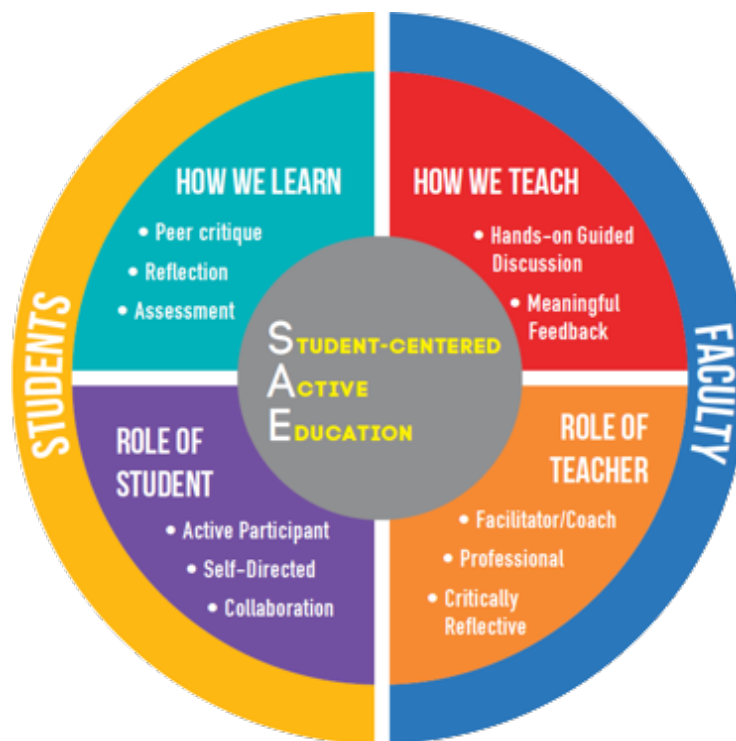 HOW WE LEARN
• Peer critique
• Reflection
• Assessment
HOW WE TEACH
• Hands-on Guided
Discussion
• Meaningful
Feedback
STUDENTS
STUDENT-CENTERED
ACTIVE
EDUCATION
FACULTY
ROLE OF
STUDENT
• Active Participant
• Self-Directed
• Collaboration
ROLE OF
TEACHER
• Facilitator/Coach
• Professional
• Critically
Reflective